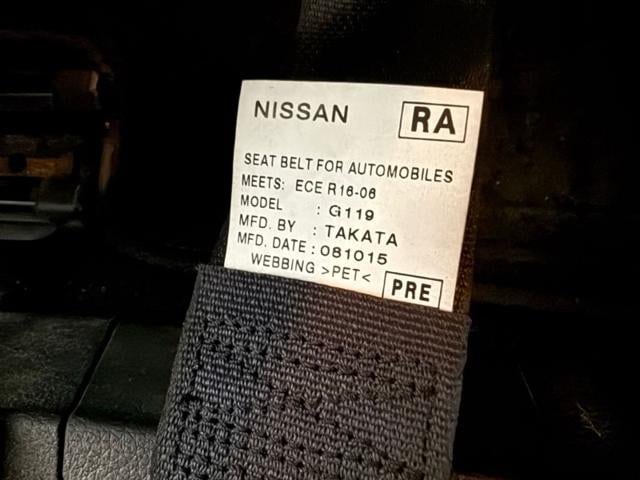 NISSAN RA
SEAT BELT FOR AUTOMOBILES
MEETS: ECE R16-06
MODEL : G119
MFD. BY : TAKATA
MFD. DATE : 081015
WEBBING >PET< PRE